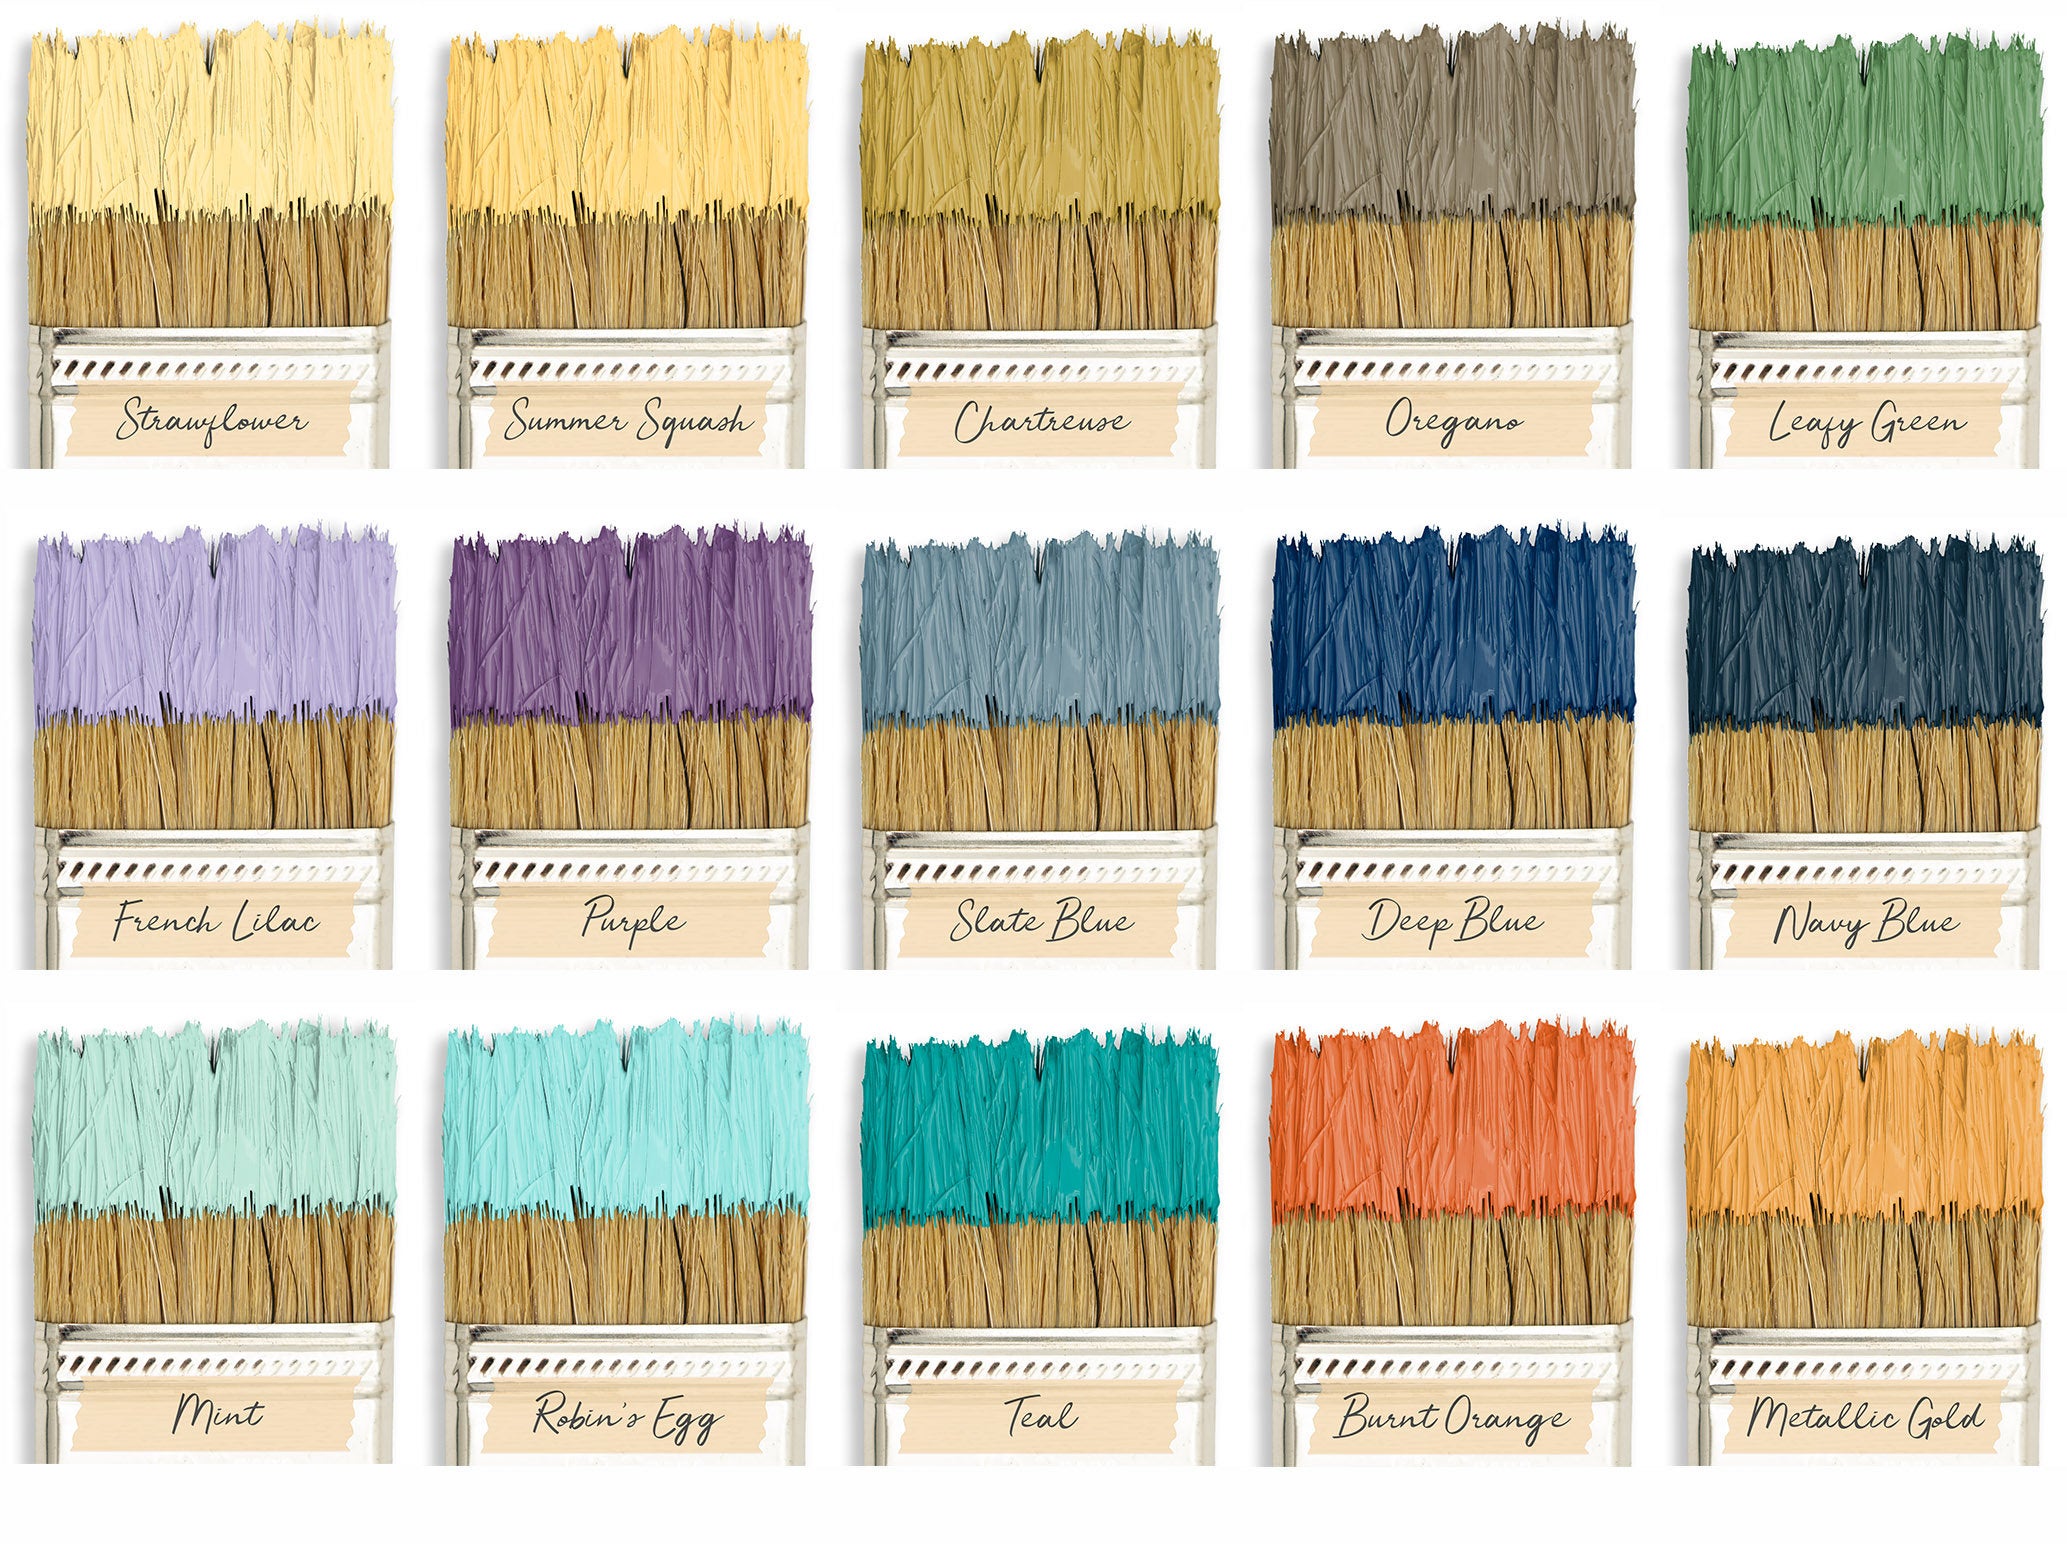 Strawflower
Summer Squash
Chartreuse
Oregano
Leafy Green
French Lilac
Purple
Slate Blue
Deep Blue
Navy Blue
Mint
Robin's Egg
Teal
Burnt Orange
Metallic Gold